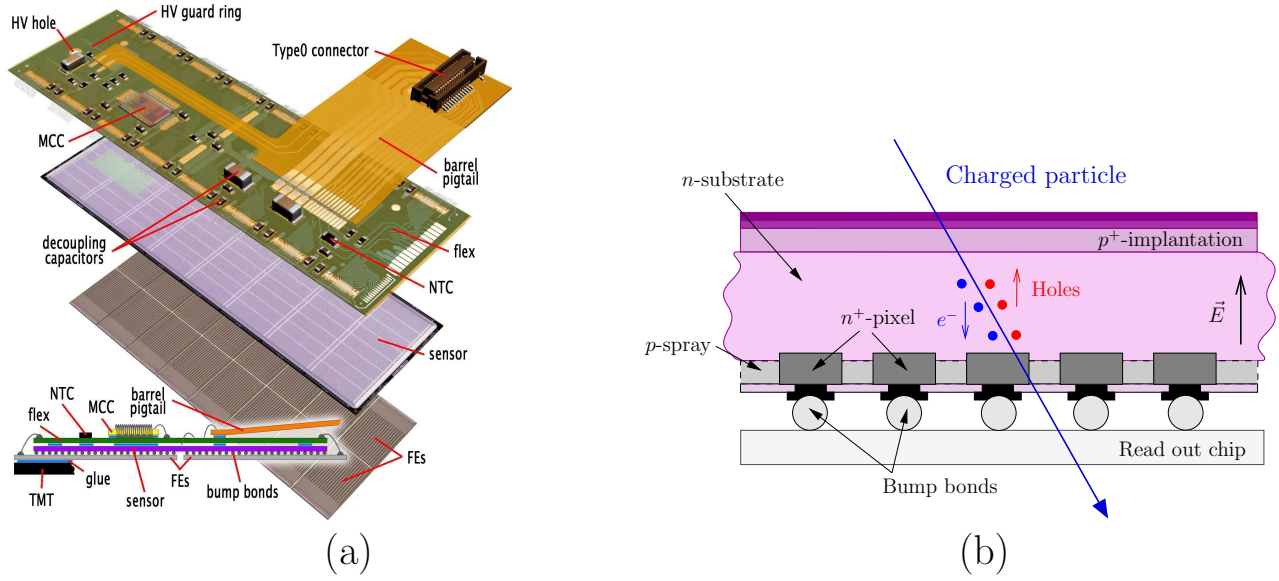 HV hole
HV guard ring
Type0 connector
MCC
barrel
pigtail
decoupling
capacitors
flex
NTC
sensor
barrel
pigtail
NTC
MCC
flex
FEs
glue
FEs
TMT
sensor
bump bonds
(a)
Charged particle
n-substrate
p⁺-implantation
Holes
e⁻
n⁺-pixel
E⃗
p-spray
Read out chip
Bump bonds
(b)